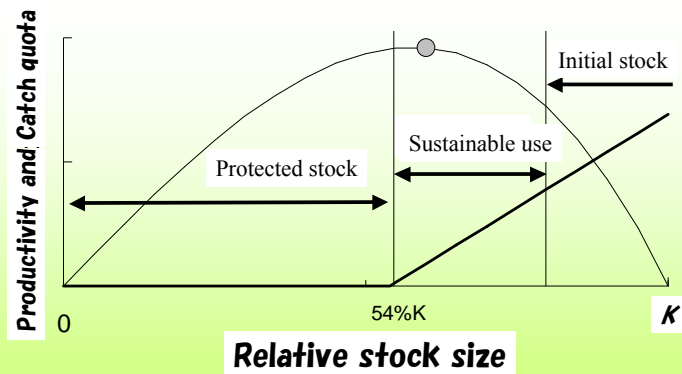 Productivity and Catch quota
Initial stock
Sustainable use
Protected stock
0
54%K
K
Relative stock size